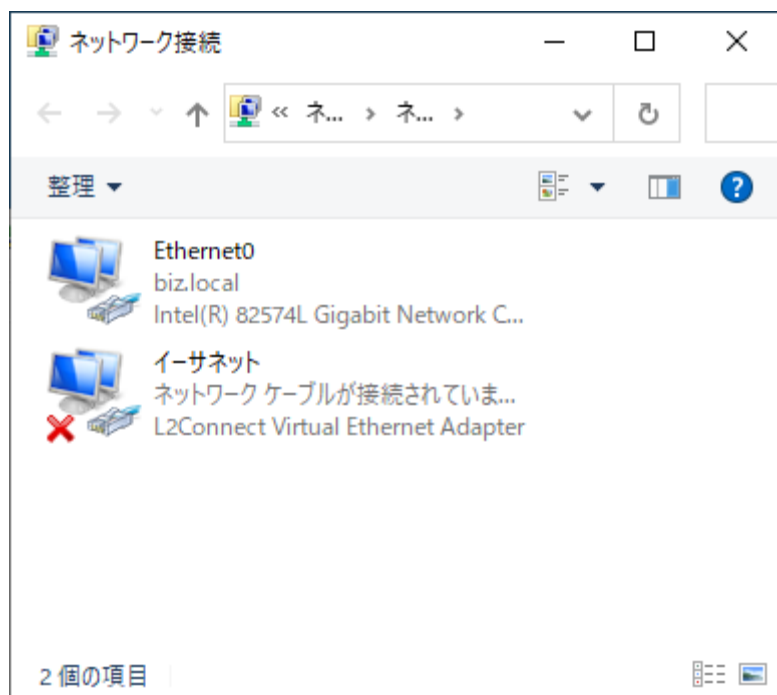 ネットワーク接続
« ネ... › ネ... ›
整理
Ethernet0
biz.local
Intel(R) 82574L Gigabit Network C...
イーサネット
ネットワーク ケーブルが接続されていま...
L2Connect Virtual Ethernet Adapter
2 個の項目